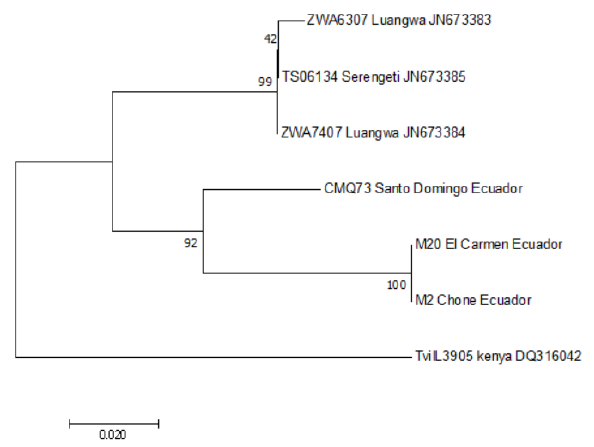 ZWA6307 Luangwa JN673383
42
TS06134 Serengeti JN673385
99
ZWA7407 Luangwa JN673384
CMQ73 Santo Domingo Ecuador
92
M20 El Carmen Ecuador
100
M2 Chone Ecuador
TviIL3905 kenya DQ316042
0.020